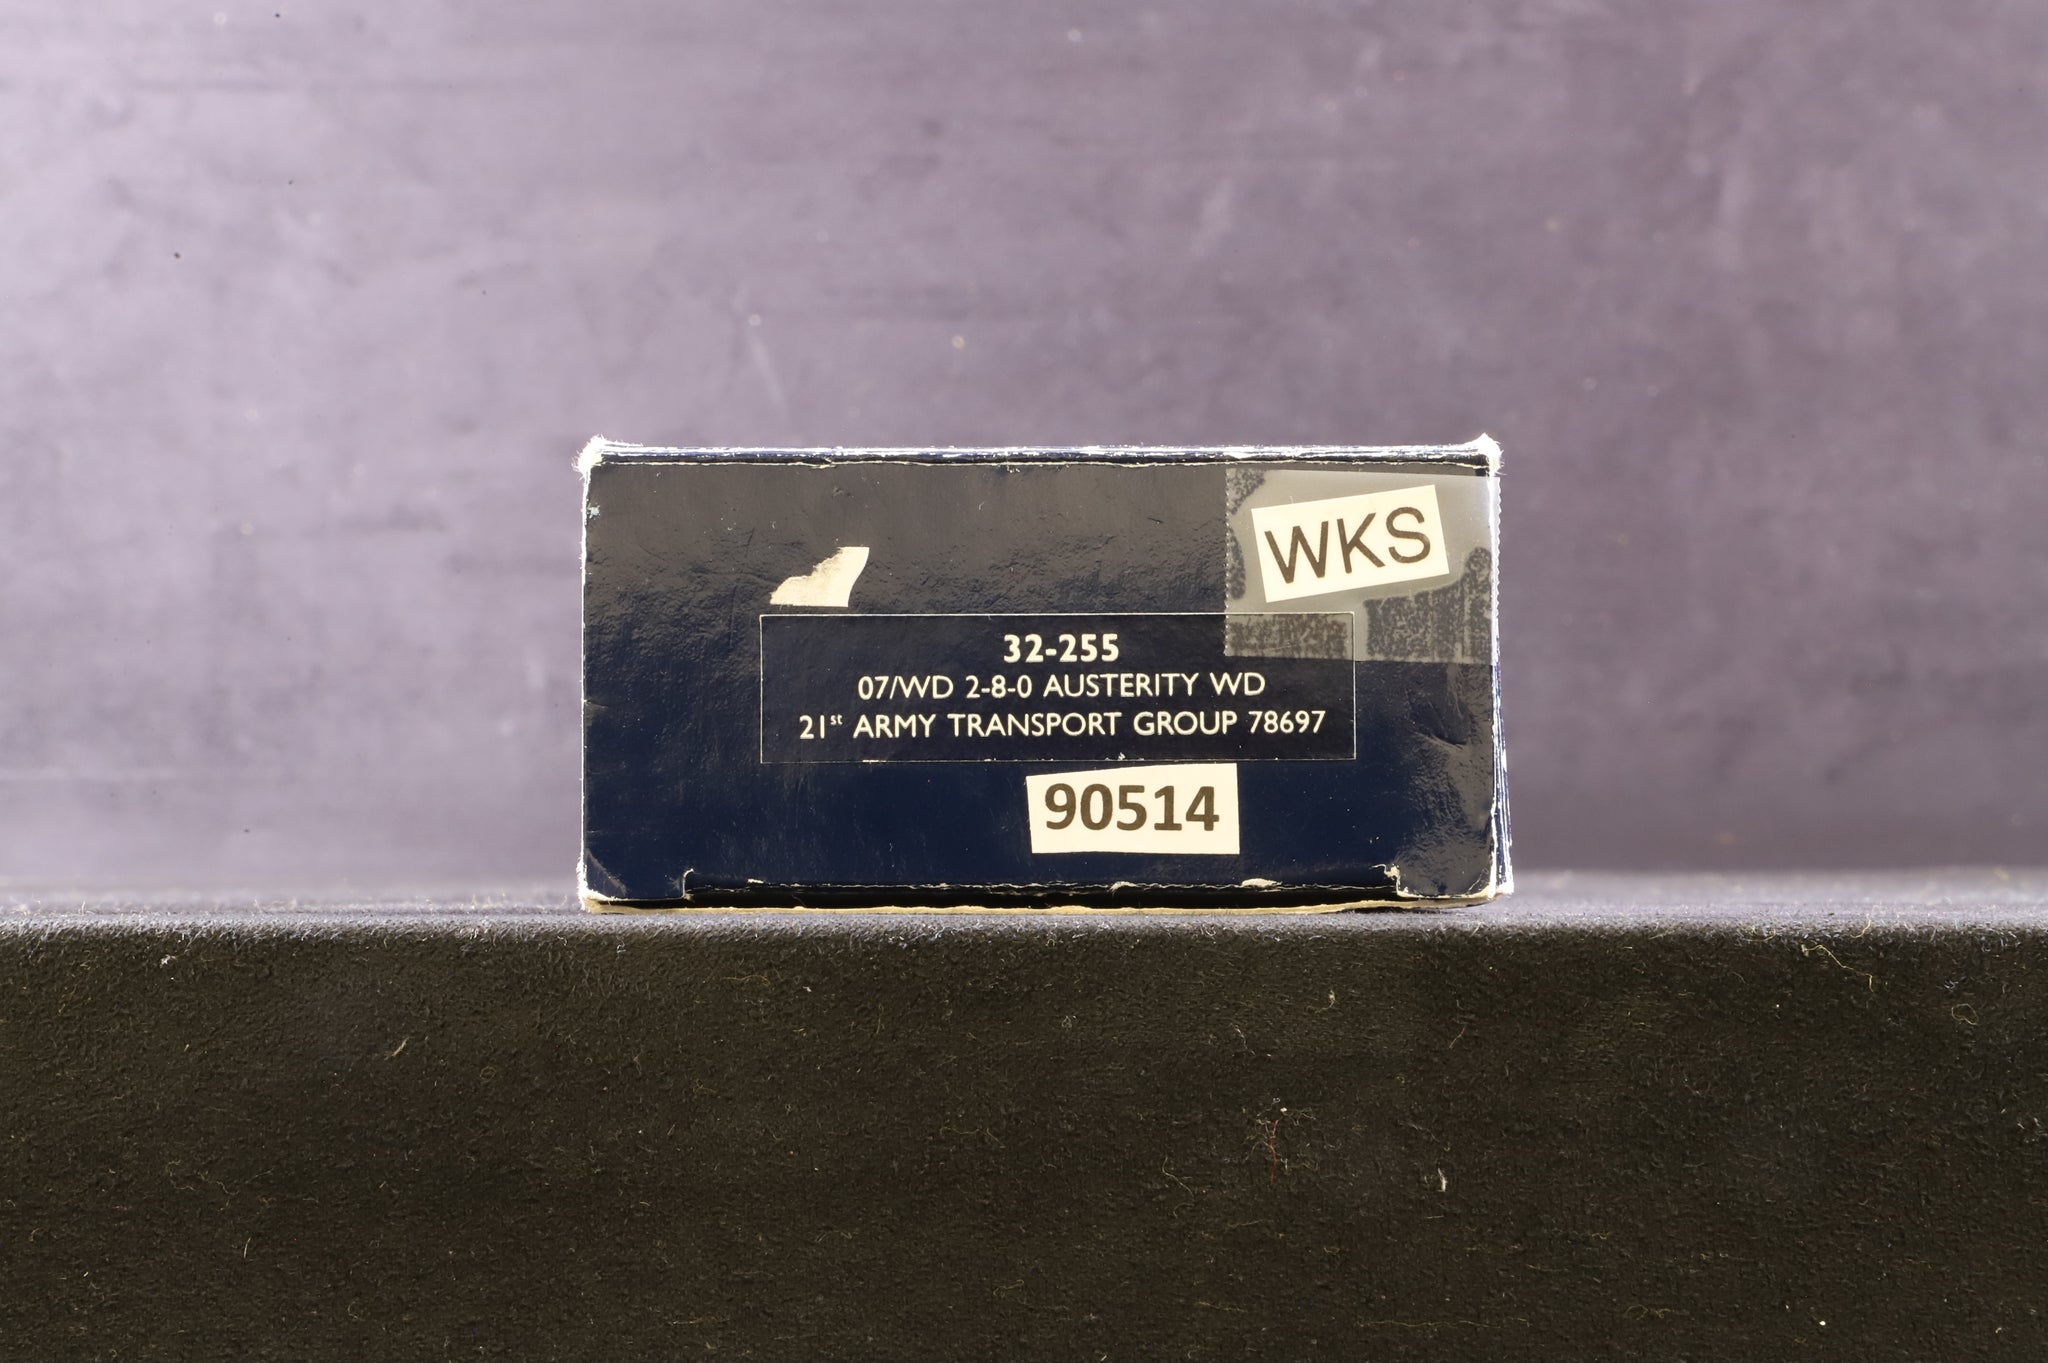 WKS
32-255
07/WD 2-8-0 AUSTERITY WD
21st ARMY TRANSPORT GROUP 78697
90514